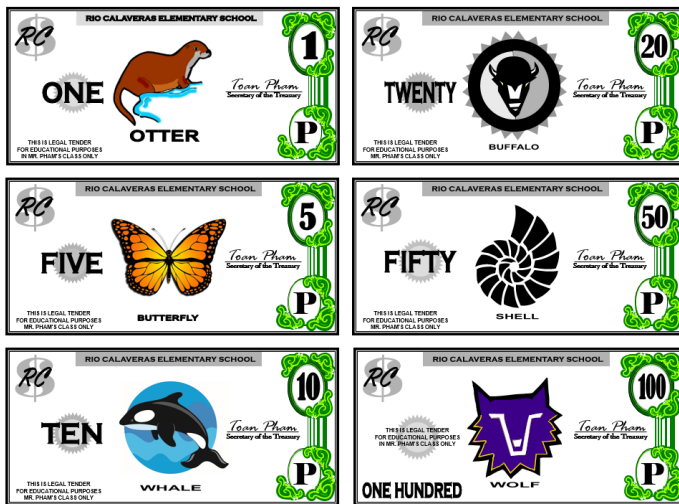 RIO CALAVERAS ELEMENTARY SCHOOL
RC $
1
ONE
OTTER
Toan Pham
Secretary of the Treasury
THIS IS LEGAL TENDER
FOR EDUCATIONAL PURPOSES
IN MR. PHAM'S CLASS ONLY
P
RIO CALAVERAS ELEMENTARY SCHOOL
RC $
20
TWENTY
BUFFALO
Toan Pham
Secretary of the Treasury
THIS IS LEGAL TENDER
FOR EDUCATIONAL PURPOSES
MR. PHAM'S CLASS ONLY
P
RIO CALAVERAS ELEMENTARY SCHOOL
RC $
5
FIVE
BUTTERFLY
Toan Pham
Secretary of the Treasury
THIS IS LEGAL TENDER
FOR EDUCATIONAL PURPOSES
MR. PHAM'S CLASS ONLY
P
RIO CALAVERAS ELEMENTARY SCHOOL
RC $
50
FIFTY
SHELL
Toan Pham
Secretary of the Treasury
THIS IS LEGAL TENDER
FOR EDUCATIONAL PURPOSES
MR. PHAM'S CLASS ONLY
P
RIO CALAVERAS ELEMENTARY SCHOOL
RC $
10
TEN
WHALE
Toan Pham
Secretary of the Treasury
THIS IS LEGAL TENDER
FOR EDUCATIONAL PURPOSES
MR. PHAM'S CLASS ONLY
P
RIO CALAVERAS ELEMENTARY SCHOOL
RC $
100
THIS IS LEGAL TENDER
FOR EDUCATIONAL PURPOSES
IN MR. PHAM'S CLASS ONLY
Toan Pham
Secretary of the Treasury
WOLF
ONE HUNDRED
P